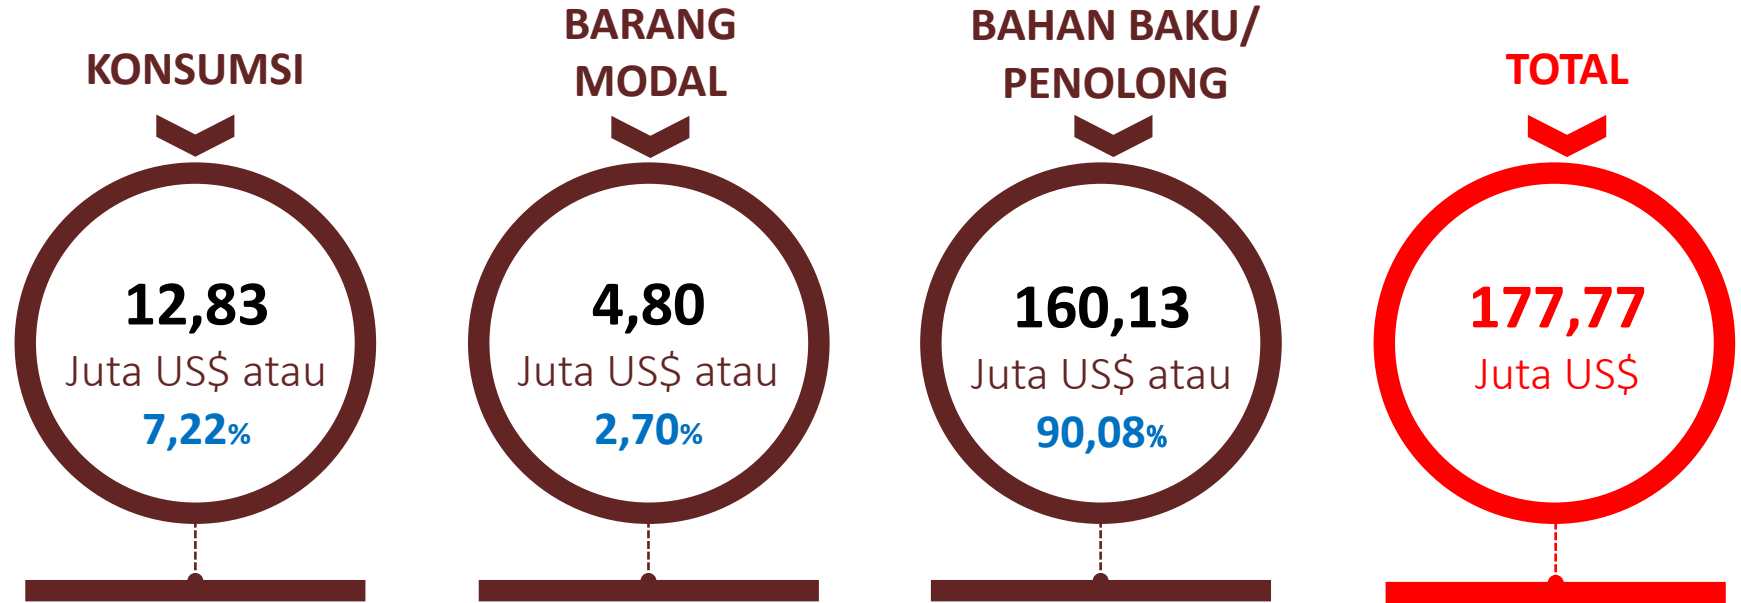 KONSUMSI
12,83
Juta US$ atau
7,22%
BARANG
MODAL
4,80
Juta US$ atau
2,70%
BAHAN BAKU/
PENOLONG
160,13
Juta US$ atau
90,08%
TOTAL
177,77
Juta US$